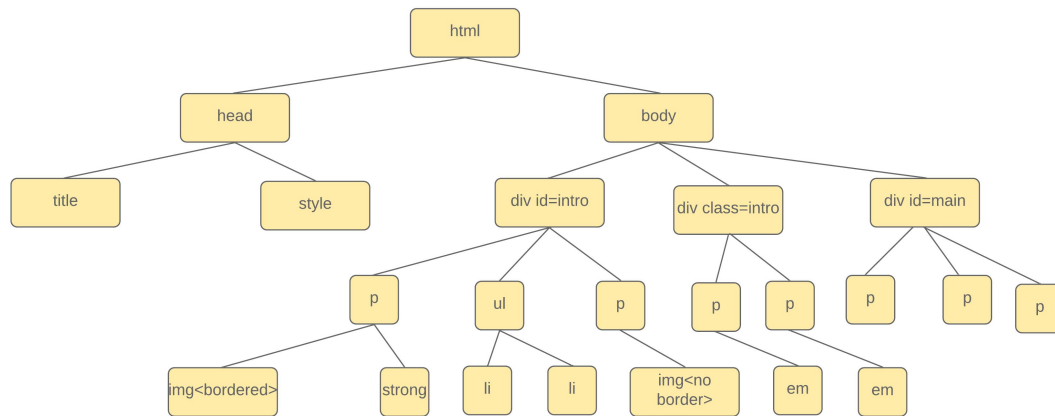 html
head
body
title
style
div id=intro
div class=intro
div id=main
p
ul
p
p
p
p
p
p
img<bordered>
strong
li
li
img<no
border>
em
em